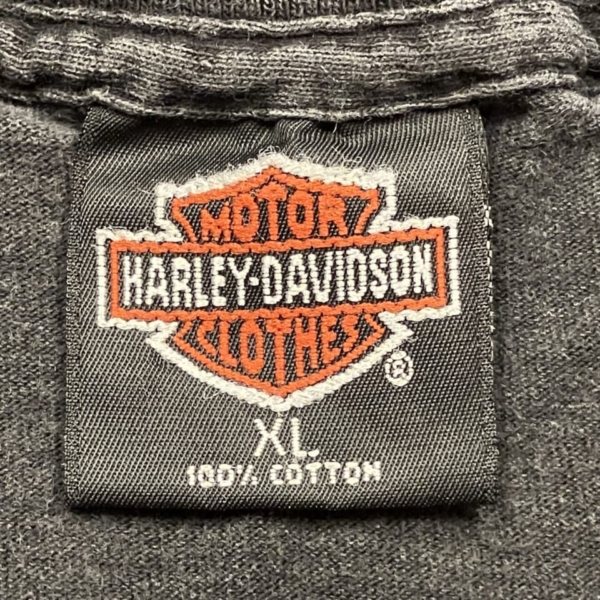 MOTOR
HARLEY-DAVIDSON
CLOTHES
®
XL.
100% COTTON